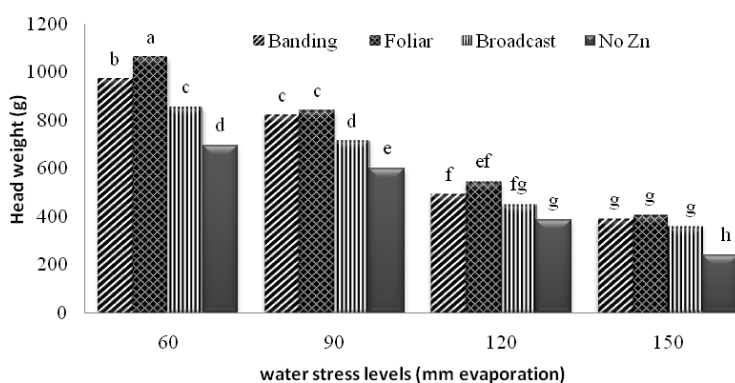 1200
1000
800
600
400
200
0
Head weight (g)
Banding Foliar Broadcast No Zn
b a c d
c c d e
f ef fg g
g g g h
60 90 120 150
water stress levels (mm evaporation)